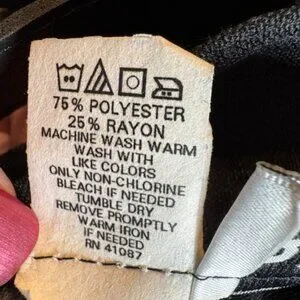 75% POLYESTER
25% RAYON
MACHINE WASH WARM
WASH WITH
LIKE COLORS
ONLY NON-CHLORINE
BLEACH IF NEEDED
TUMBLE DRY
REMOVE PROMPTLY
WARM IRON
IF NEEDED
RN 41087